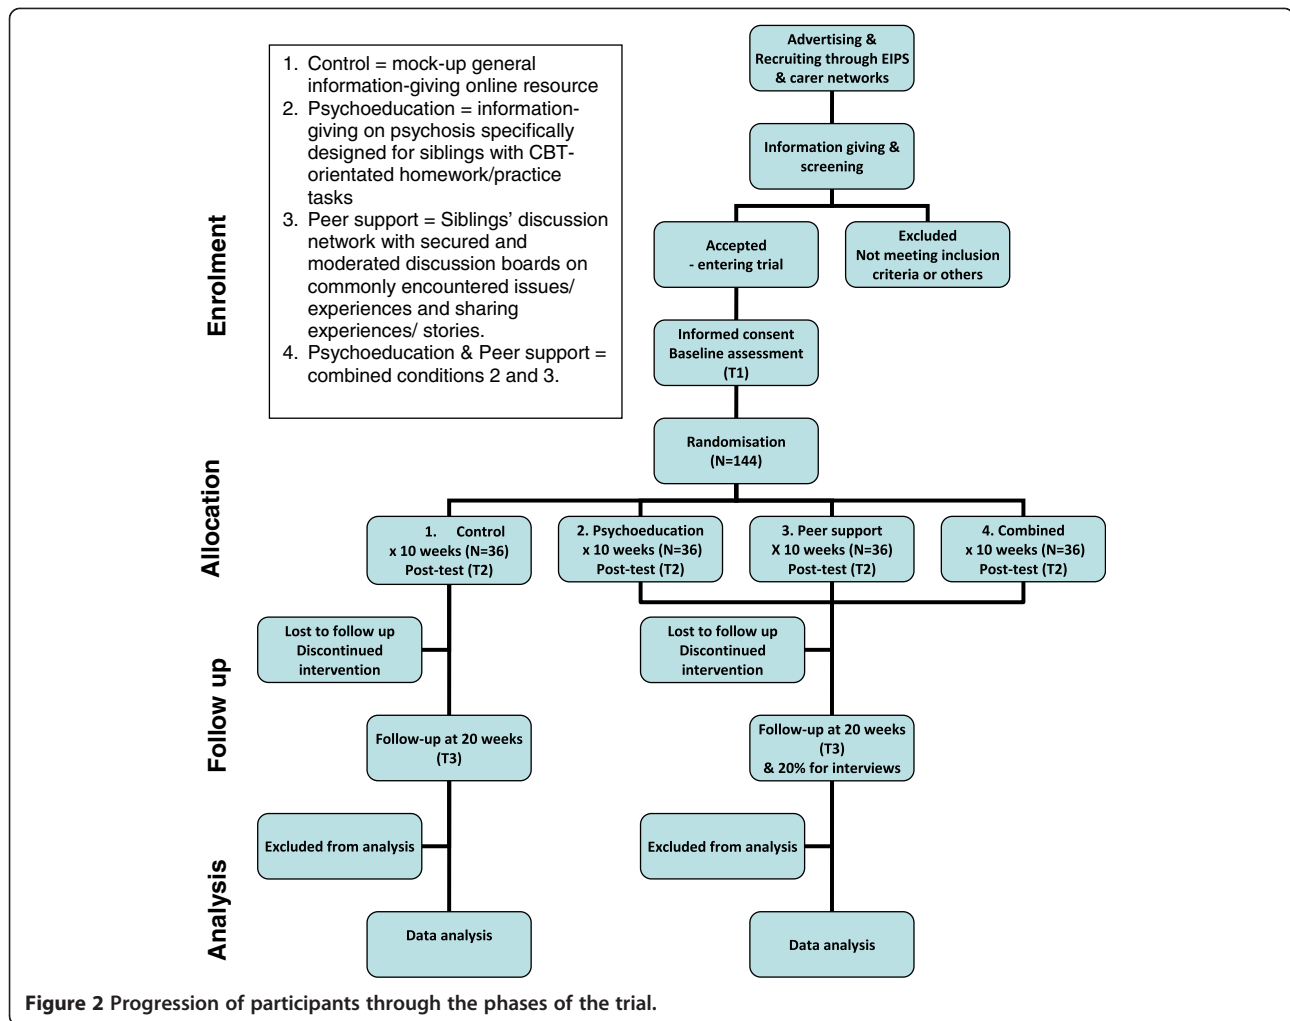 1. Control = mock-up general
information-giving online resource
2. Psychoeducation = information-
giving on psychosis specifically
designed for siblings with CBT-
orientated homework/practice
tasks
3. Peer support = Siblings’ discussion
network with secured and
moderated discussion boards on
commonly encountered issues/
experiences and sharing
experiences/ stories.
4. Psychoeducation & Peer support =
combined conditions 2 and 3.
Advertising &
Recruiting through EIPS
& carer networks
Information giving &
screening
Enrolment
Accepted
- entering trial
Excluded
Not meeting inclusion
criteria or others
Informed consent
Baseline assessment
(T1)
Randomisation
(N=144)
Allocation
1. Control
x 10 weeks (N=36)
Post-test (T2)
2. Psychoeducation
x 10 weeks (N=36)
Post-test (T2)
3. Peer support
X 10 weeks (N=36)
Post-test (T2)
4. Combined
x 10 weeks (N=36)
Post-test (T2)
Follow up
Lost to follow up
Discontinued
intervention
Lost to follow up
Discontinued
intervention
Follow-up at 20 weeks
(T3)
Follow-up at 20 weeks
(T3)
& 20% for interviews
Analysis
Excluded from analysis
Excluded from analysis
Data analysis
Data analysis
Figure 2 Progression of participants through the phases of the trial.